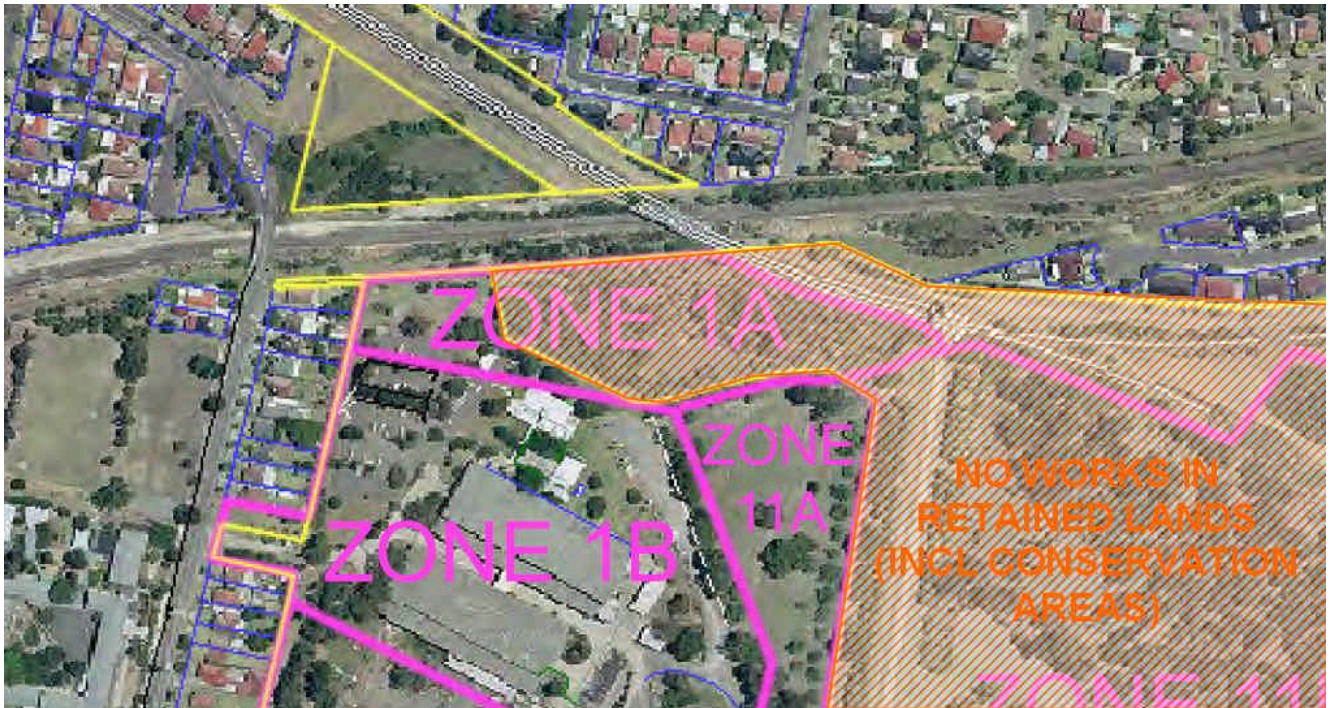 ZONE 1A
ZONE
11A
NO WORKS IN
RETAINED LANDS
(INCL CONSERVATION
AREAS)
ZONE 1B